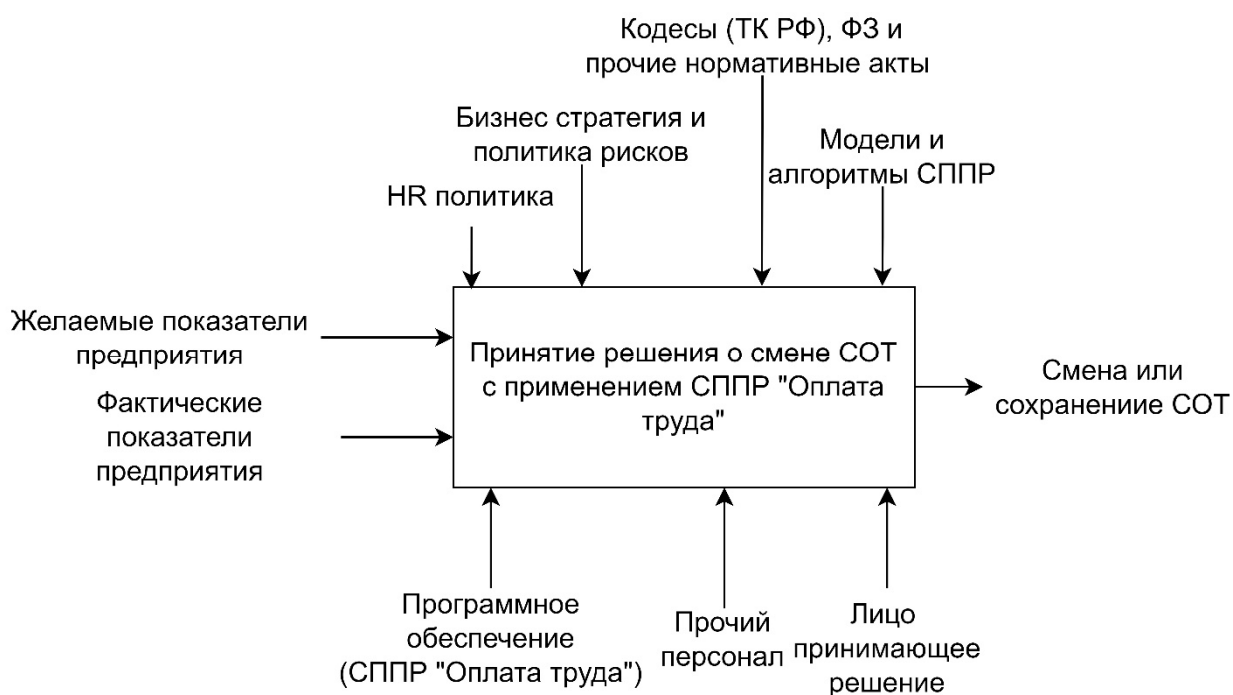 Кодесы (ТК РФ), ФЗ и
прочие нормативные акты
Бизнес стратегия и
политика рисков
Модели и
алгоритмы СППР
HR политика
Желаемые показатели
предприятия
Фактические
показатели
предприятия
Принятие решения о смене СОТ
с применением СППР "Оплата
труда"
Смена или
сохранениие СОТ
Программное
обеспечение
(СППР "Оплата труда")
Прочий
персонал
Лицо
принимающее
решение